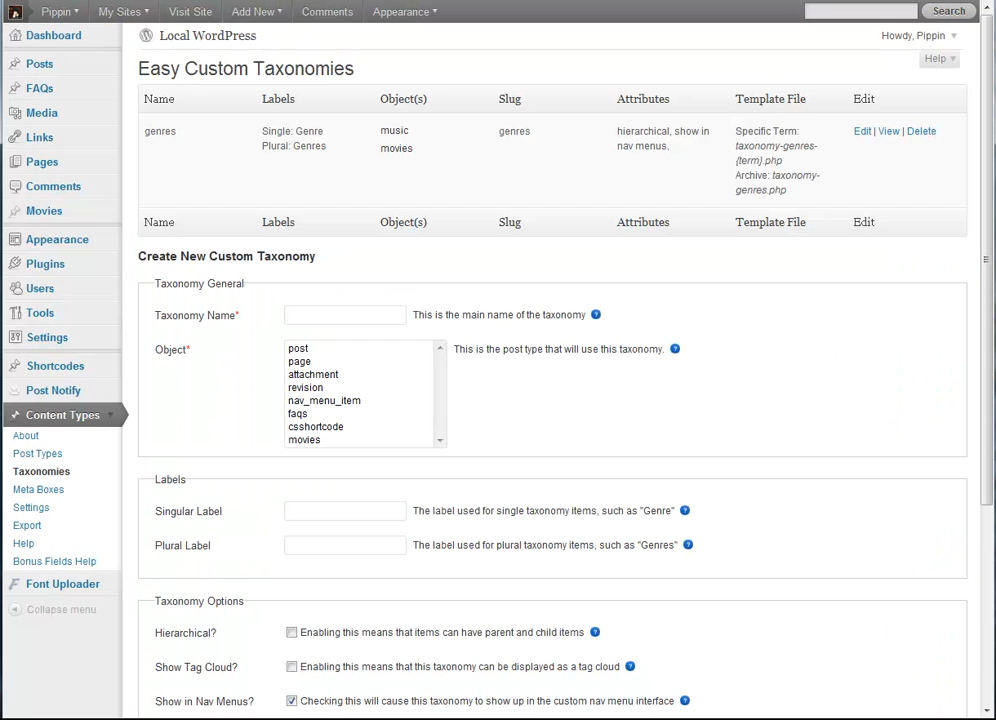 Pippin My Sites Visit Site Add New Comments Appearance Search
Dashboard
Posts
FAQs
Media
Links
Pages
Comments
Movies
Appearance
Plugins
Users
Tools
Settings
Shortcodes
Post Notify
Content Types
About
Post Types
Taxonomies
Meta Boxes
Settings
Export
Help
Bonus Fields Help
Font Uploader
Collapse menu
Local WordPress
Howdy, Pippin
Help
Easy Custom Taxonomies
Name Labels Object(s) Slug Attributes Template File Edit
genres
Single: Genre
Plural: Genres
music
movies
genres
hierarchical, show in
nav menus,
Specific Term:
taxonomy-genres-
{term}.php
Archive: taxonomy-
genres.php
Edit | View | Delete
Name Labels Object(s) Slug Attributes Template File Edit
Create New Custom Taxonomy
Taxonomy General
Taxonomy Name* This is the main name of the taxonomy ?
Object*
post
page
attachment
revision
nav_menu_item
faqs
csshortcode
movies
This is the post type that will use this taxonomy. ?
Labels
Singular Label The label used for single taxonomy items, such as "Genre" ?
Plural Label The label used for plural taxonomy items, such as "Genres" ?
Taxonomy Options
Hierarchical? Enabling this means that items can have parent and child items ?
Show Tag Cloud? Enabling this means that this taxonomy can be displayed as a tag cloud ?
Show in Nav Menus? Checking this will cause this taxonomy to show up in the custom nav menu interface ?